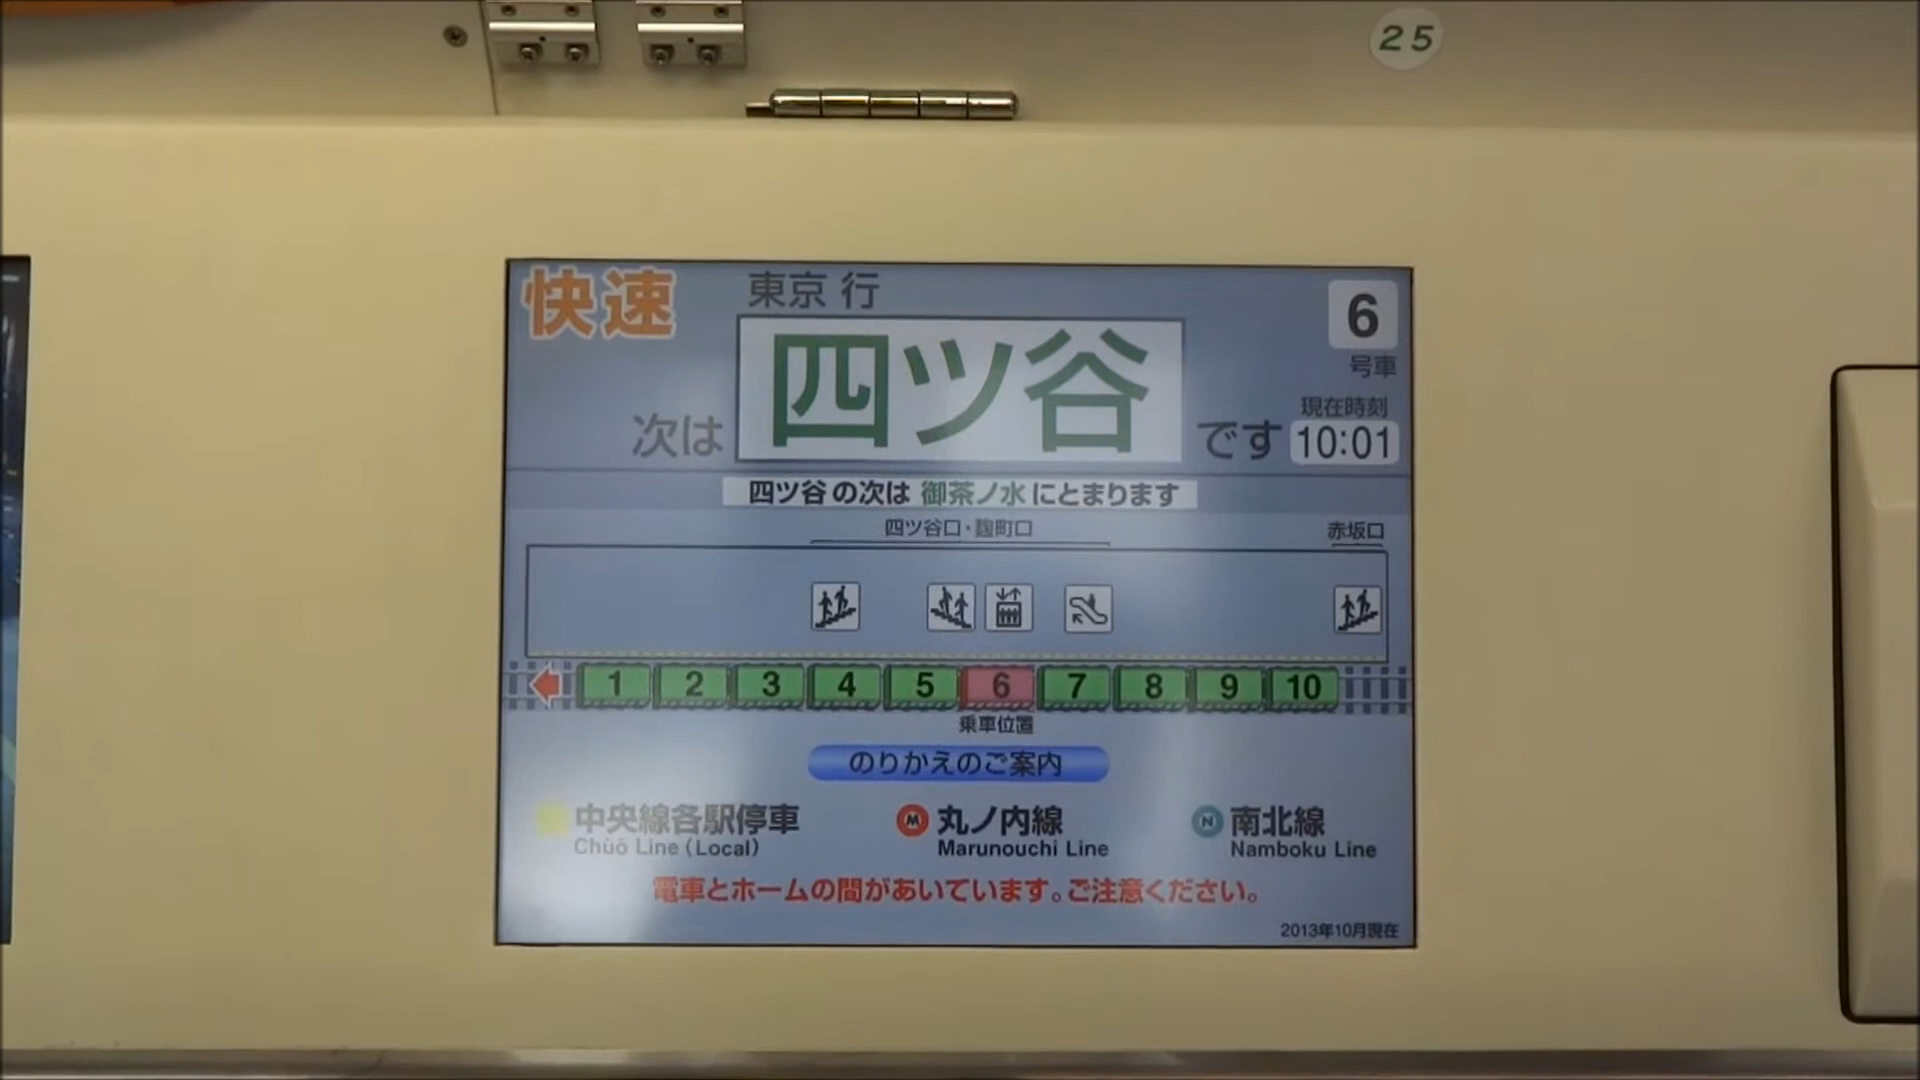 25
快速
東京 行
6
号車
次は 四ツ谷 です
現在時刻
10:01
四ツ谷の次は 御茶ノ水にとまります
四ツ谷口・麹町口
赤坂口
1 2 3 4 5 6 7 8 9 10
乗車位置
のりかえのご案内
中央線各駅停車
Chūō Line (Local)
M 丸ノ内線
Marunouchi Line
N 南北線
Namboku Line
電車とホームの間があいています。ご注意ください。
2013年10月現在